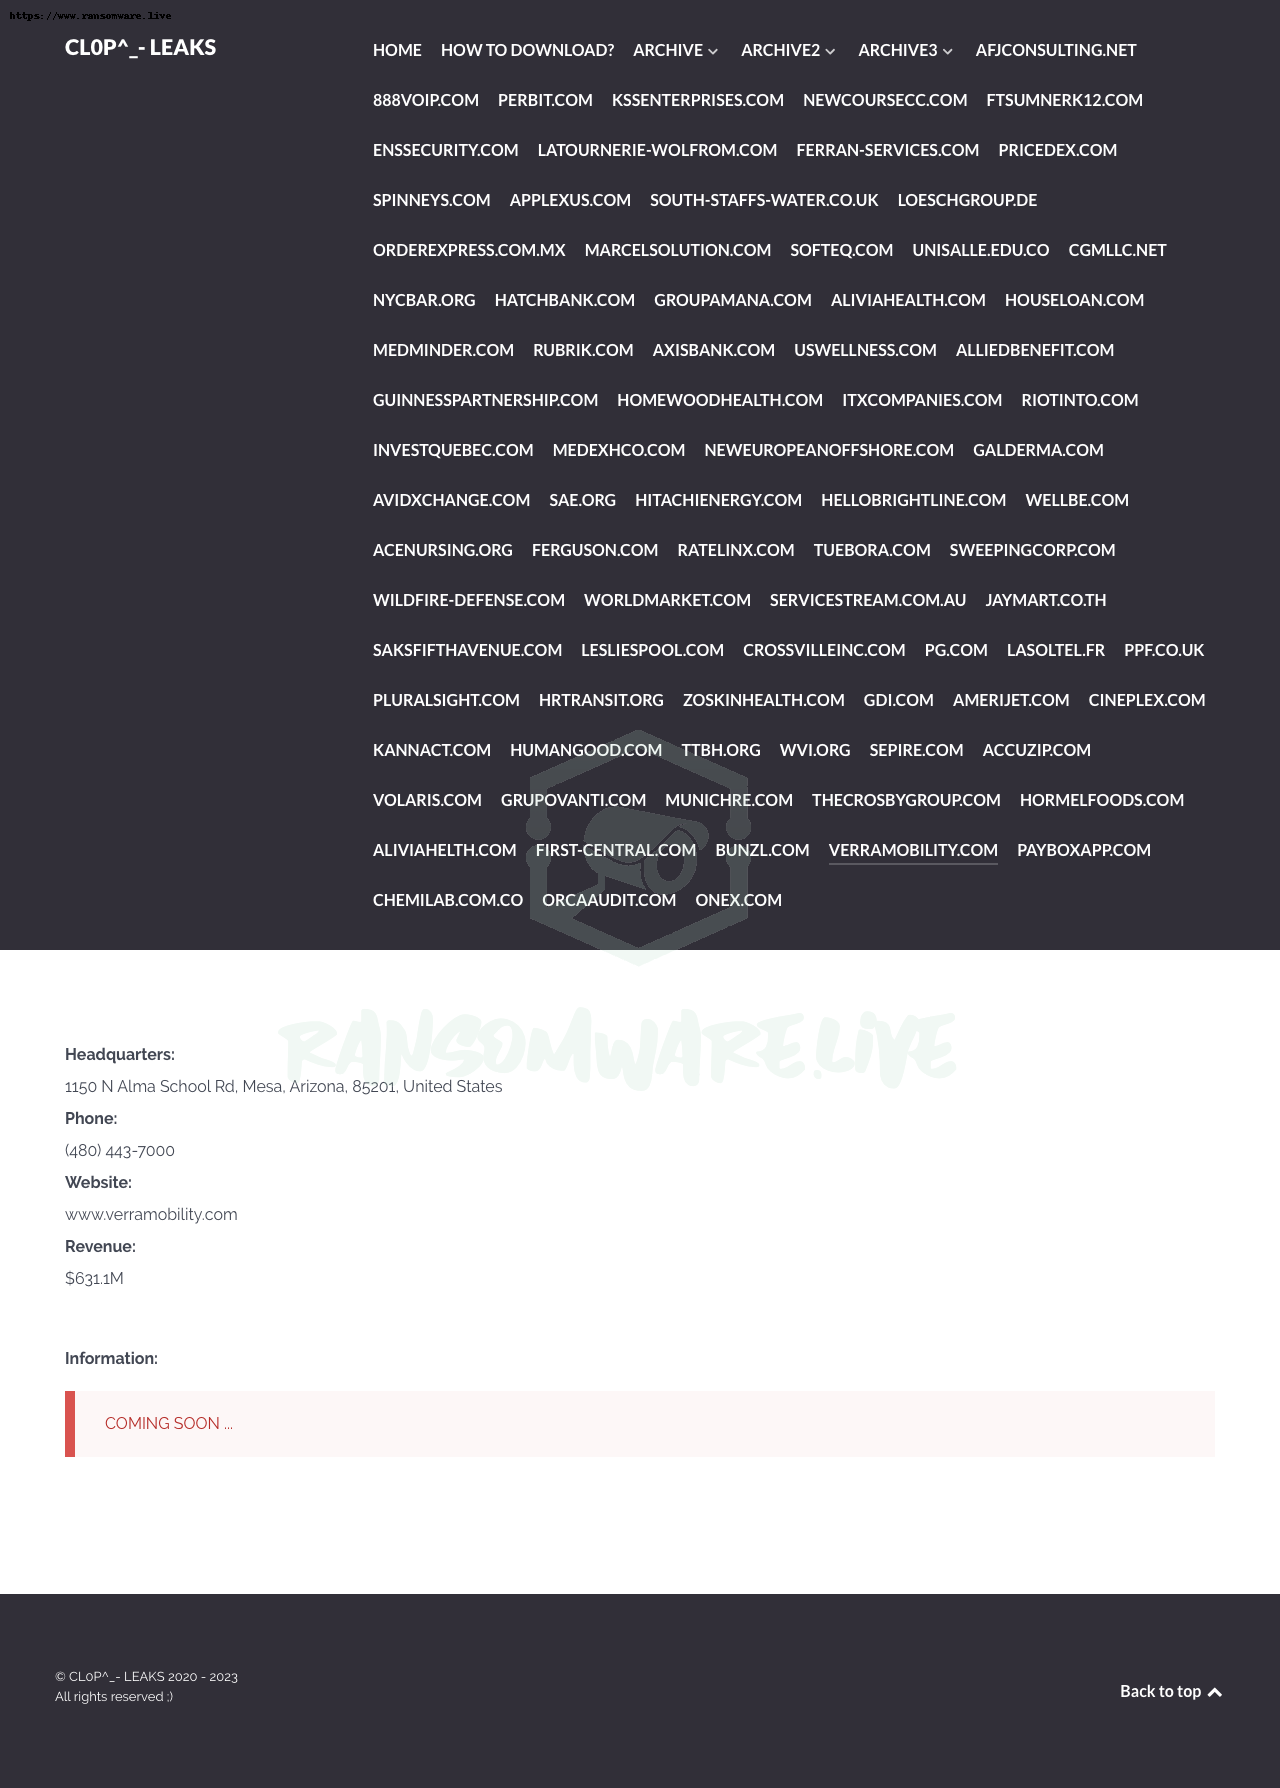 https://www.ransomware.live
CL0P^_- LEAKS
HOME HOW TO DOWNLOAD? ARCHIVE ARCHIVE2 ARCHIVE3 AFJCONSULTING.NET
888VOIP.COM PERBIT.COM KSSENTERPRISES.COM NEWCOURSECC.COM FTSUMNERK12.COM
ENSSECURITY.COM LATOURNERIE-WOLFROM.COM FERRAN-SERVICES.COM PRICEDEX.COM
SPINNEYS.COM APPLEXUS.COM SOUTH-STAFFS-WATER.CO.UK LOESCHGROUP.DE
ORDEREXPRESS.COM.MX MARCELSOLUTION.COM SOFTEQ.COM UNISALLE.EDU.CO CGMLLC.NET
NYCBAR.ORG HATCHBANK.COM GROUPAMANA.COM ALIVIAHEALTH.COM HOUSELOAN.COM
MEDMINDER.COM RUBRIK.COM AXISBANK.COM USWELLNESS.COM ALLIEDBENEFIT.COM
GUINNESSPARTNERSHIP.COM HOMEWOODHEALTH.COM ITXCOMPANIES.COM RIOTINTO.COM
INVESTQUEBEC.COM MEDEXHCO.COM NEWEUROPEANOFFSHORE.COM GALDERMA.COM
AVIDXCHANGE.COM SAE.ORG HITACHIENERGY.COM HELLOBRIGHTLINE.COM WELLBE.COM
ACENURSING.ORG FERGUSON.COM RATELINX.COM TUEBORA.COM SWEEPINGCORP.COM
WILDFIRE-DEFENSE.COM WORLDMARKET.COM SERVICESTREAM.COM.AU JAYMART.CO.TH
SAKSFIFTHAVENUE.COM LESLIESPOOL.COM CROSSVILLEINC.COM PG.COM LASOLTEL.FR PPF.CO.UK
PLURALSIGHT.COM HRTRANSIT.ORG ZOSKINHEALTH.COM GDI.COM AMERIJET.COM CINEPLEX.COM
KANNACT.COM HUMANGOOD.COM TTBH.ORG WVI.ORG SEPIRE.COM ACCUZIP.COM
VOLARIS.COM GRUPOVANTI.COM MUNICHRE.COM THECROSBYGROUP.COM HORMELFOODS.COM
ALIVIAHELTH.COM FIRST-CENTRAL.COM BUNZL.COM VERRAMOBILITY.COM PAYBOXAPP.COM
CHEMILAB.COM.CO ORCAAUDIT.COM ONEX.COM
RANSOMWARE.LIVE
Headquarters:
1150 N Alma School Rd, Mesa, Arizona, 85201, United States
Phone:
(480) 443-7000
Website:
www.verramobility.com
Revenue:
$631.1M
Information:
COMING SOON ...
© CL0P^_- LEAKS 2020 - 2023
All rights reserved ;)
Back to top